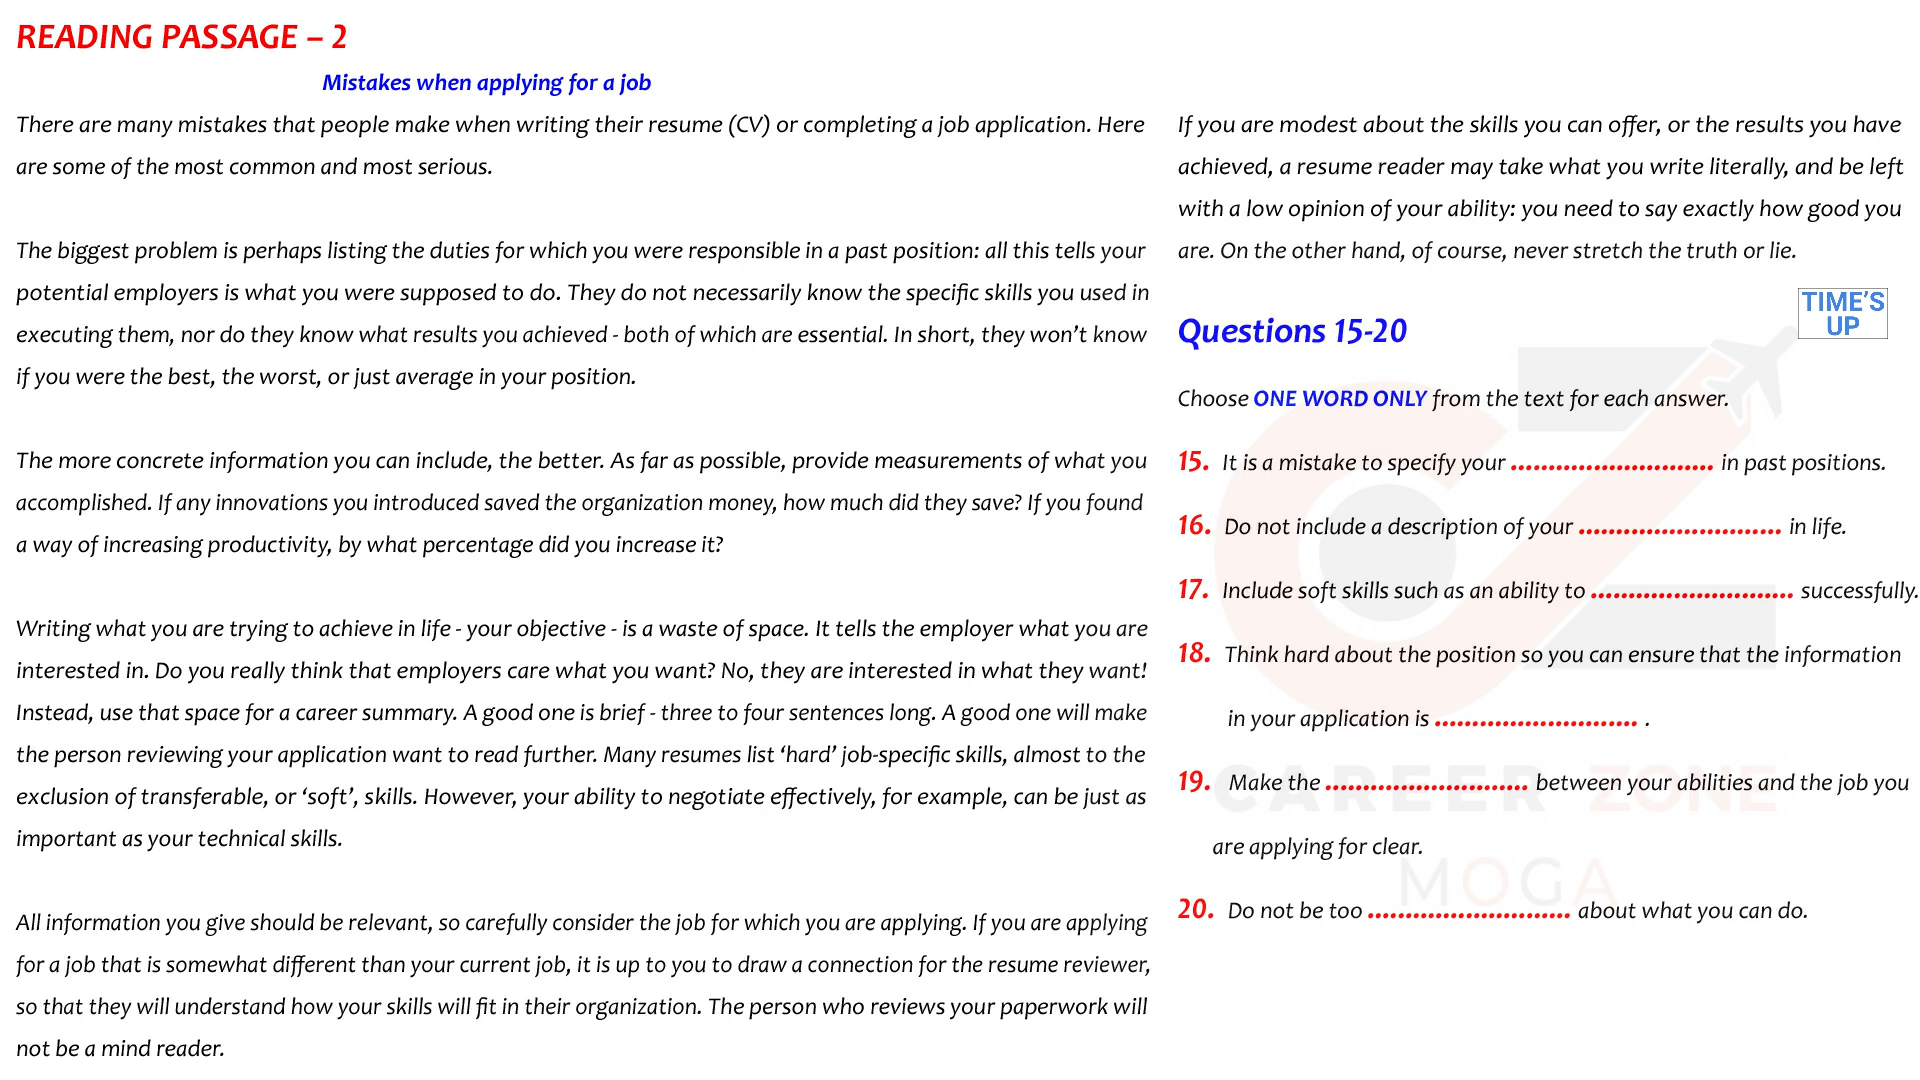 READING PASSAGE – 2
Mistakes when applying for a job
There are many mistakes that people make when writing their resume (CV) or completing a job application. Here
are some of the most common and most serious.
The biggest problem is perhaps listing the duties for which you were responsible in a past position: all this tells your
potential employers is what you were supposed to do. They do not necessarily know the specific skills you used in
executing them, nor do they know what results you achieved - both of which are essential. In short, they won't know
if you were the best, the worst, or just average in your position.
The more concrete information you can include, the better. As far as possible, provide measurements of what you
accomplished. If any innovations you introduced saved the organization money, how much did they save? If you found
a way of increasing productivity, by what percentage did you increase it?
Writing what you are trying to achieve in life - your objective - is a waste of space. It tells the employer what you are
interested in. Do you really think that employers care what you want? No, they are interested in what they want!
Instead, use that space for a career summary. A good one is brief - three to four sentences long. A good one will make
the person reviewing your application want to read further. Many resumes list ‘hard’ job-specific skills, almost to the
exclusion of transferable, or ‘soft’, skills. However, your ability to negotiate effectively, for example, can be just as
important as your technical skills.
All information you give should be relevant, so carefully consider the job for which you are applying. If you are applying
for a job that is somewhat different than your current job, it is up to you to draw a connection for the resume reviewer,
so that they will understand how your skills will fit in their organization. The person who reviews your paperwork will
not be a mind reader.
If you are modest about the skills you can offer, or the results you have
achieved, a resume reader may take what you write literally, and be left
with a low opinion of your ability: you need to say exactly how good you
are. On the other hand, of course, never stretch the truth or lie.
TIME'S
UP
Questions 15-20
Choose ONE WORD ONLY from the text for each answer.
15. It is a mistake to specify your ........................... in past positions.
16. Do not include a description of your ........................... in life.
17. Include soft skills such as an ability to ........................... successfully.
18. Think hard about the position so you can ensure that the information
in your application is ........................... .
19. Make the ........................... between your abilities and the job you
are applying for clear.
20. Do not be too ........................... about what you can do.
CAREER ZONE
MOGA